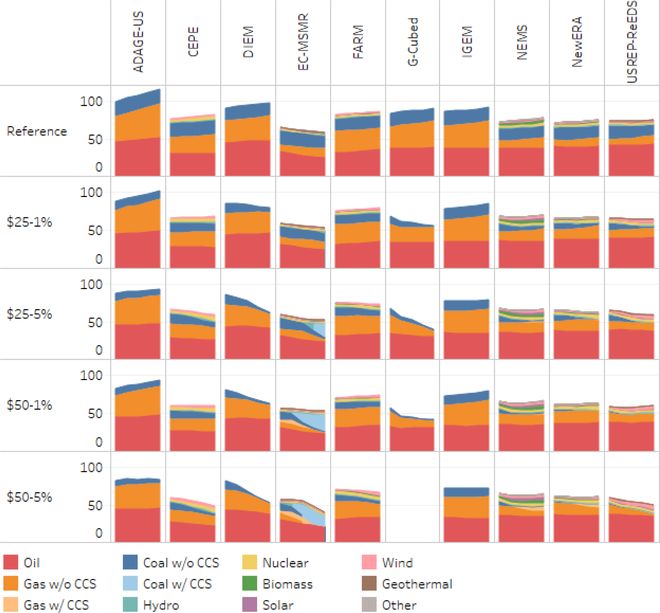 ADAGE-US
CEPE
DIEM
EC-MSMR
FARM
G-Cubed
IGEM
NEMS
NewERA
USREP-ReEDS
Reference
100
50
0
$25-1%
100
50
0
$25-5%
100
50
0
$50-1%
100
50
0
$50-5%
100
50
0
Oil
Coal w/o CCS
Nuclear
Wind
Gas w/o CCS
Coal w/ CCS
Biomass
Geothermal
Gas w/ CCS
Hydro
Solar
Other